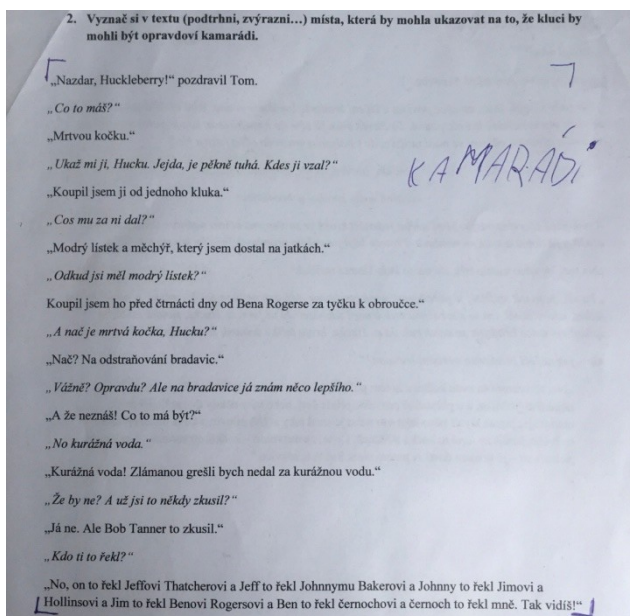 2. Vyznač si v textu (podtrhni, zvýrazni…) místa, která by mohla ukazovat na to, že kluci by
mohli být opravdoví kamarádi.
„Nazdar, Huckleberry!“ pozdravil Tom.
„Co to máš?“
„Mrtvou kočku.“
„Ukaž mi ji, Hucku. Jejda, je pěkně tuhá. Kdes ji vzal?“
KAMARÁDi
„Koupil jsem ji od jednoho kluka.“
„Cos mu za ni dal?“
„Modrý lístek a měchýř, který jsem dostal na jatkách.“
„Odkud jsi měl modrý lístek?“
Koupil jsem ho před čtrnácti dny od Bena Rogerse za tyčku k obroučce.“
„A nač je mrtvá kočka, Hucku?“
„Nač? Na odstraňování bradavic.“
„Vážně? Opravdu? Ale na bradavice já znám něco lepšího.“
„A že neznáš! Co to má být?“
„No kurážná voda.“
„Kurážná voda! Zlámanou grešli bych nedal za kurážnou vodu.“
„Že by ne? A už jsi to někdy zkusil?“
„Já ne. Ale Bob Tanner to zkusil.“
„Kdo ti to řekl?“
„No, on to řekl Jeffovi Thatcherovi a Jeff to řekl Johnnymu Bakerovi a Johnny to řekl Jimovi a
Hollinsovi a Jim to řekl Benovi Rogersovi a Ben to řekl černochovi a černoch to řekl mně. Tak vidíš!“